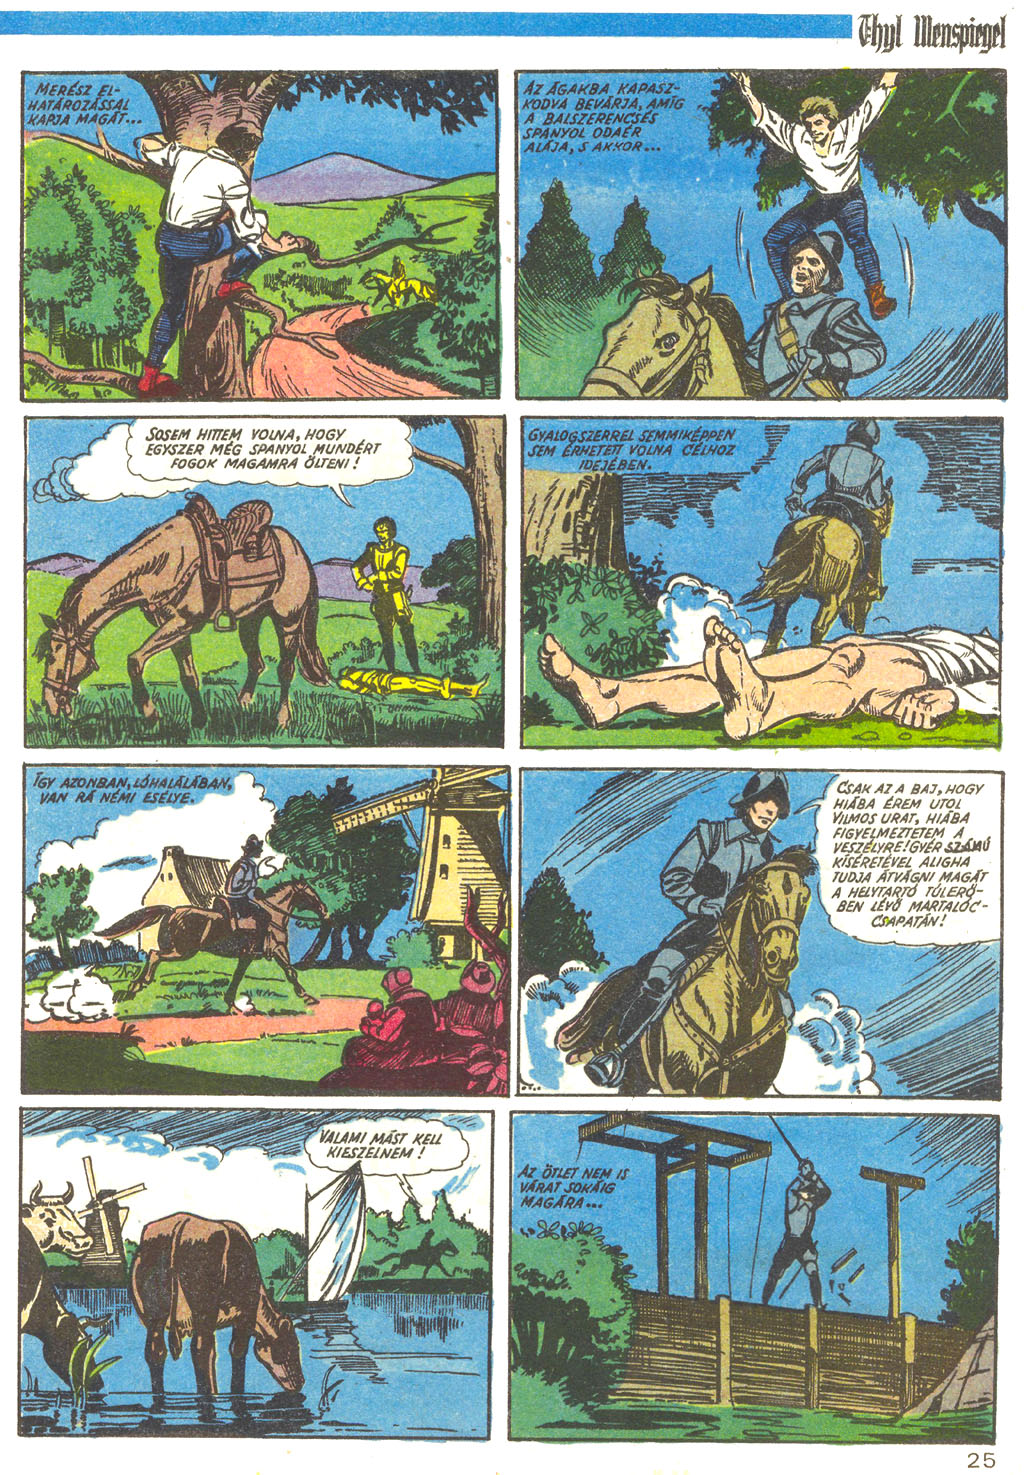 Thyl Ulenspiegel
MERÉSZ EL-
HATÁROZÁSSAL
KAPJA MAGÁT...
AZ ÁGAKBA KAPASZ-
KODVA BEVÁRJA, AMÍG
A BALSZERENCSÉS
SPANYOL ODAÉR
ALÁJA, S AKKOR...
SOSEM HITTEM VOLNA, HOGY
EGYSZER MÉG SPANYOL MUNDÉRT
FOGOK MAGAMRA ÖLTENI!
GYALOGSZERREL SEMMIKÉPPEN
SEM ÉRHETETT VOLNA CÉLHOZ
IDEJÉBEN.
ÍGY AZONBAN, LÓHALÁLÁBAN,
VAN RÁ NÉMI ESÉLYE.
CSAK AZ A BAJ, HOGY
HIÁBA ÉREM UTOL
VILMOS URAT, HIÁBA
FIGYELMEZTETEM A
VESZÉLYRE! GYÉR SZÁMÚ
KÍSÉRETÉVEL ALIGHA
TUDJA ÁTVÁGNI MAGÁT
A HELYTARTÓ TÚLERŐ-
BEN LÉVŐ MARTALÓC-
CSAPATÁN!
VALAMI MÁST KELL
KIESZELNEM!
AZ ÖTLET NEM IS
VÁRAT SOKÁIG
MAGÁRA...
25